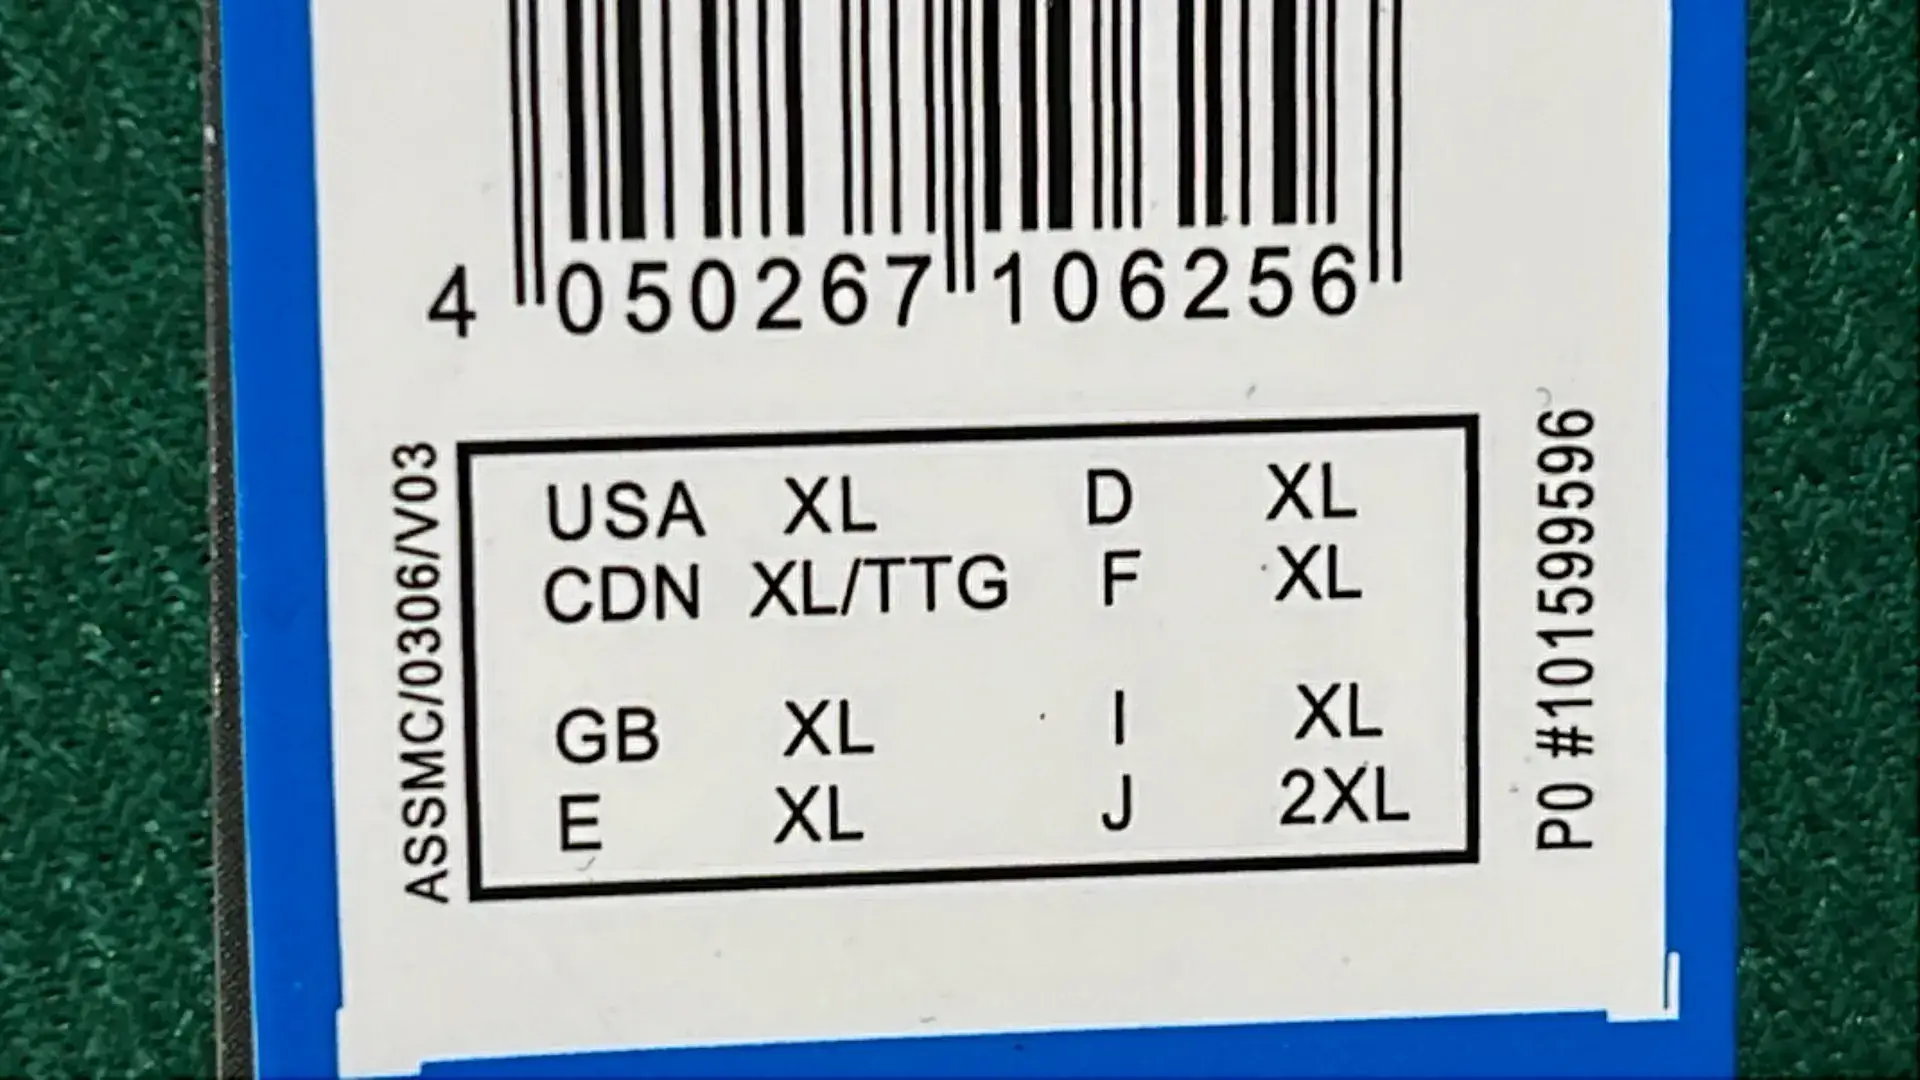 4 050267 106256
ASSMC/0306/V03
USA XL D XL
CDN XL/TTG F XL
GB XL I XL
E XL J 2XL
PO #101599596